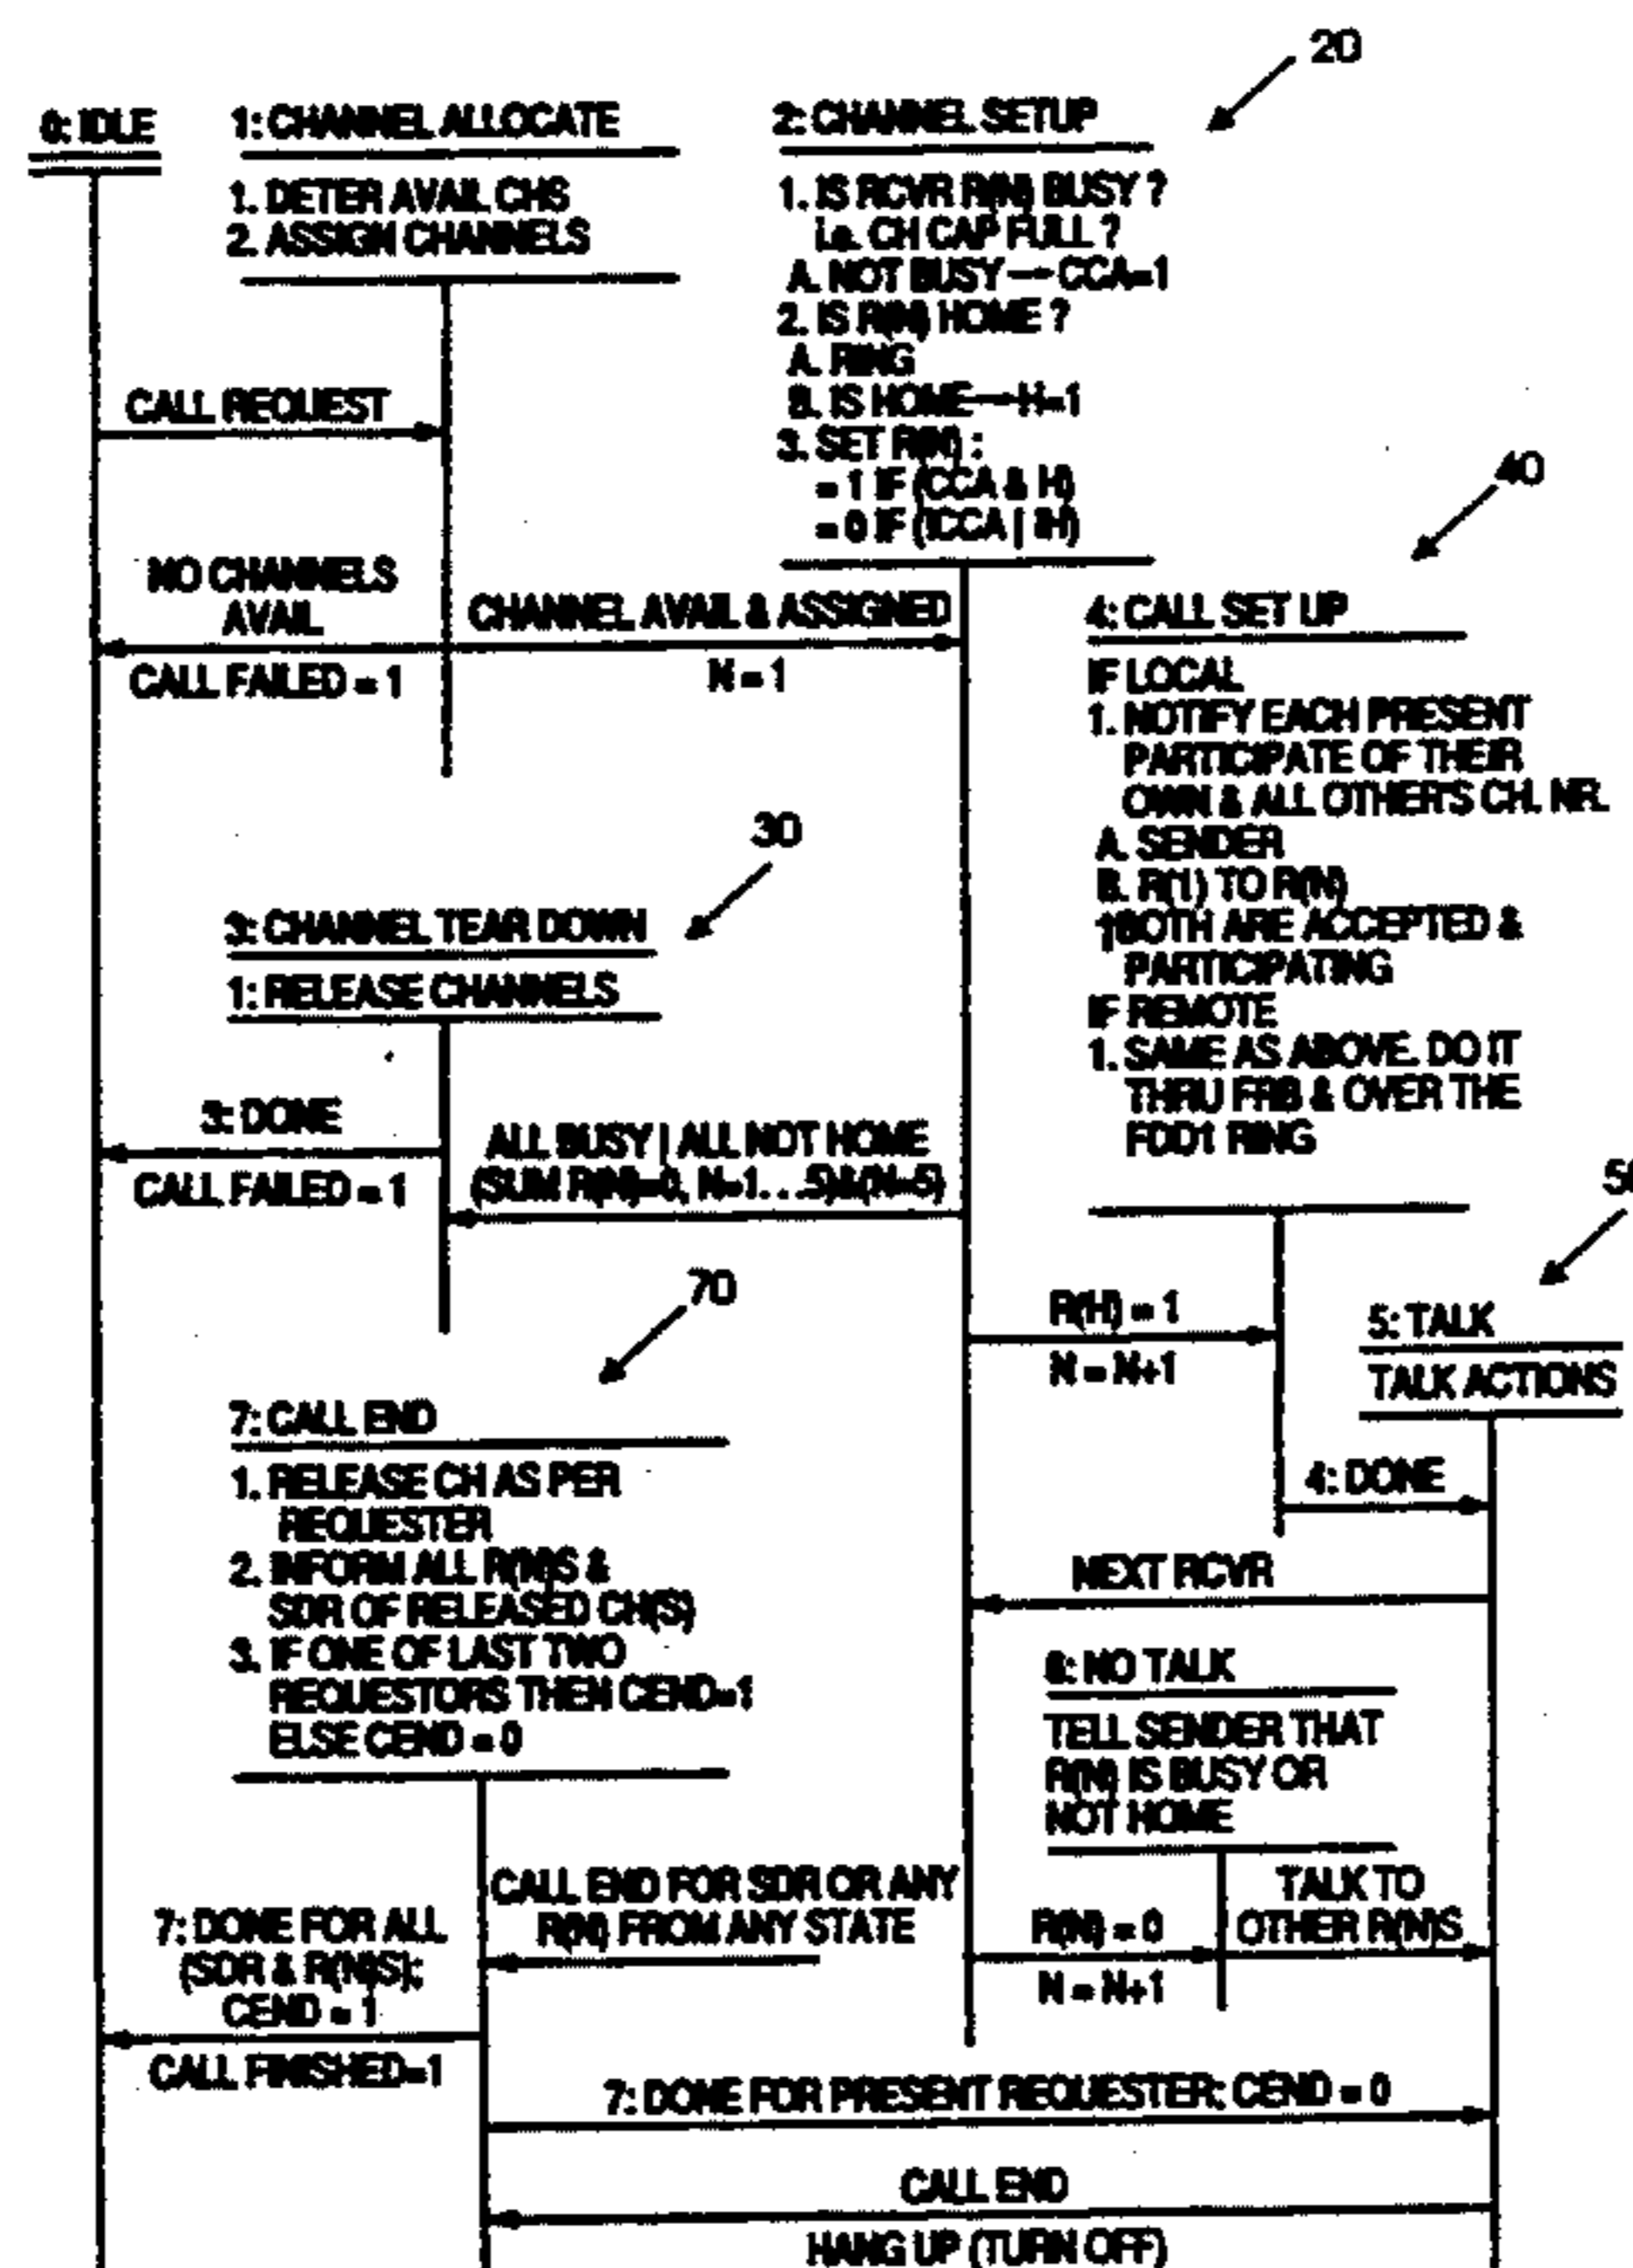 20
0: IDLE
1: CHANNEL ALLOCATE
1. DETER AVAIL CHS
2. ASSIGN CHANNELS
2: CHANNEL SETUP
1. IS RCVR R(N) BUSY ?
i.e. CH CAP FULL ?
A. NOT BUSY → CCA=1
2. IS R(N) HOME ?
A. RING
B. IS HOME → H=1
3. SET R(N) :
= 1 IF (CCA & H)
= 0 IF (!CCA | !H)
CALL REQUEST
NO CHANNELS
AVAIL
CALL FAILED = 1
CHANNEL AVAIL & ASSIGNED
N = 1
40
4: CALL SET UP
IF LOCAL
1. NOTIFY EACH PRESENT
PARTICIPATE OF THEIR
OWN & ALL OTHER'S CH. NR.
A. SENDER
B. R(1) TO R(N)
BOTH ARE ACCEPTED &
PARTICIPATING
IF REMOTE
1. SAME AS ABOVE. DO IT
THRU FRIB & OVER THE
FDD1 RING
30
3: CHANNEL TEAR DOWN
1: RELEASE CHANNELS
3: DONE
CALL FAILED = 1
ALL BUSY | ALL NOT HOME
(SUM R(N)=0, N=1. . .5)&(N=5)
R(H) = 1
N = N+1
5: TALK
TALK ACTIONS
4: DONE
NEXT RCVR
70
7: CALL END
1. RELEASE CH AS PER
REQUESTER
2. INFORM ALL R(N)S &
SDR OF RELEASED CH(S)
3. IF ONE OF LAST TWO
REQUESTORS THEN CEND=1
ELSE CEND = 0
6: NO TALK
TELL SENDER THAT
R(N) IS BUSY OR
NOT HOME
CALL END FOR SDR OR ANY
R(N) FROM ANY STATE
R(N) = 0
N = N+1
TALK TO
OTHER R(N)S
7: DONE FOR ALL
(SDR & R(N)S);
CEND = 1
CALL FINISHED=1
7: DONE FOR PRESENT REQUESTER; CEND = 0
CALL END
HANG UP (TURN OFF)